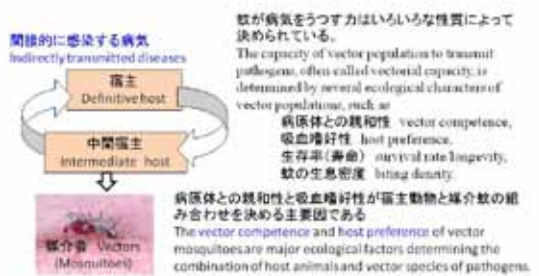 間接的に感染する病気
Indirectly transmitted diseases
宿主
Definitive host
中間宿主
Intermediate host
媒介者 Vectors
(Mosquitoes)
蚊が病気をうつす力はいろいろな性質によって
決められている。
The capacity of vector population to transmit
pathogens, often called vectorial capacity, is
determined by several ecological characters of
vector populations, such as
病原体との親和性 vector competence,
吸血嗜好性 host preference,
生存率(寿命) survival rate longevity,
蚊の生息密度 biting density.
病原体との親和性と吸血嗜好性が宿主動物と媒介蚊の組
み合わせを決める主要因である
The vector competence and host preference of vector
mosquitoes are major ecological factors determining the
combination of host animals and vector species of pathogens.